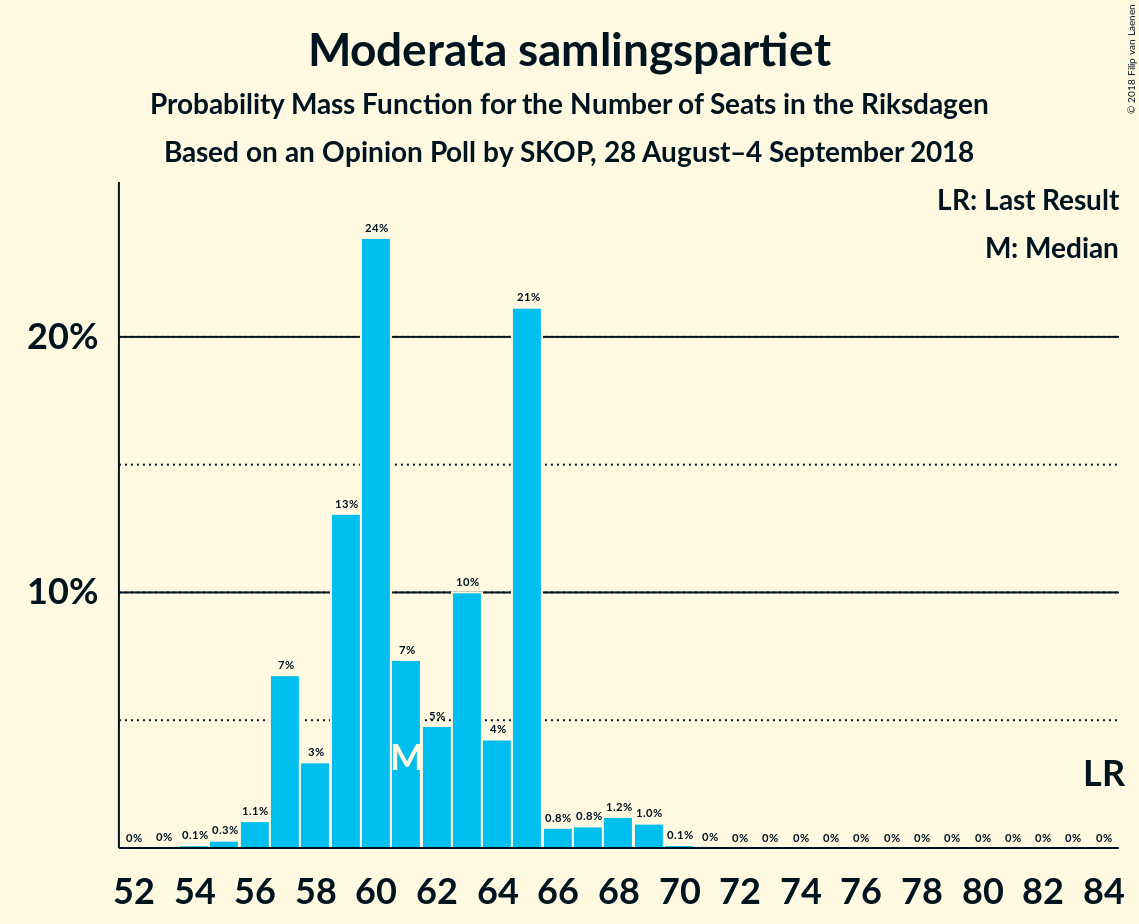 Moderata samlingspartiet
Probability Mass Function for the Number of Seats in the Riksdagen
Based on an Opinion Poll by SKOP, 28 August–4 September 2018
© 2018 Filip van Laenen
LR: Last Result
M: Median
20%
10%
0% 0% 0.1% 0.3% 1.1% 7% 3% 13% 24% 7% 5% 10% 4% 21% 0.8% 0.8% 1.2% 1.0% 0.1% 0% 0% 0% 0% 0% 0% 0% 0% 0% 0% 0% 0% 0% 0%
M
LR
52 54 56 58 60 62 64 66 68 70 72 74 76 78 80 82 84